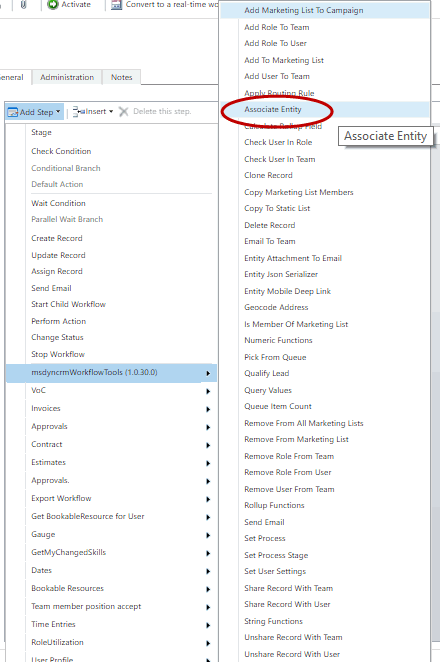 Activate
Convert to a real-time wo
eneral
Administration
Notes
Add Step
Insert
Delete this step.
Stage
Check Condition
Conditional Branch
Default Action
Wait Condition
Parallel Wait Branch
Create Record
Update Record
Assign Record
Send Email
Start Child Workflow
Perform Action
Change Status
Stop Workflow
msdyncrmWorkflowTools (1.0.30.0)
VoC
Invoices
Approvals
Contract
Estimates
Approvals.
Export Workflow
Get BookableResource for User
Gauge
GetMyChangedSkills
Dates
Bookable Resources
Team member position accept
Time Entries
RoleUtilization
User Profile
Add Marketing List To Campaign
Add Role To Team
Add Role To User
Add To Marketing List
Add User To Team
Apply Routing Rule
Associate Entity
Calculate Rollup Field
Associate Entity
Check User In Role
Check User In Team
Clone Record
Copy Marketing List Members
Copy To Static List
Delete Record
Email To Team
Entity Attachment To Email
Entity Json Serializer
Entity Mobile Deep Link
Geocode Address
Is Member Of Marketing List
Numeric Functions
Pick From Queue
Qualify Lead
Query Values
Queue Item Count
Remove From All Marketing Lists
Remove From Marketing List
Remove Role From Team
Remove Role From User
Remove User From Team
Rollup Functions
Send Email
Set Process
Set Process Stage
Set User Settings
Share Record With Team
Share Record With User
String Functions
Unshare Record With Team
Unshare Record With User